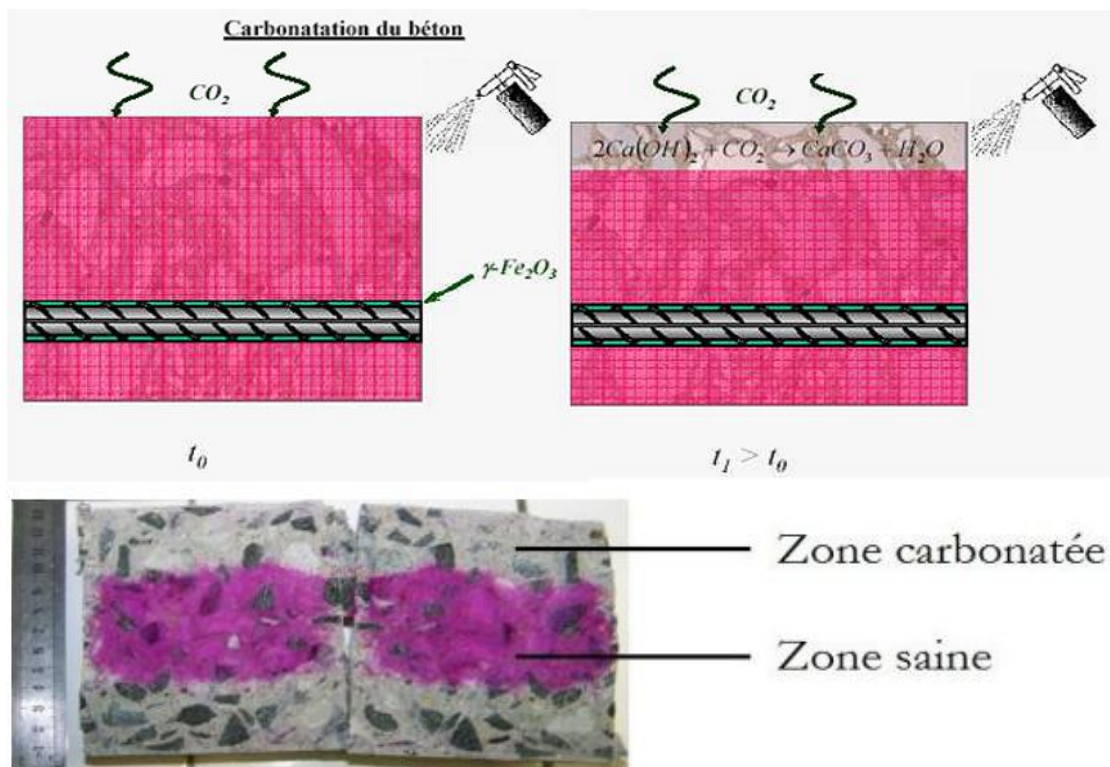 Carbonatation du béton
CO₂
CO₂
2Ca(OH)₂ + CO₂ → CaCO₃ + H₂O
γ-Fe₂O₃
t₀
t₁ > t₀
Zone carbonatée
Zone saine